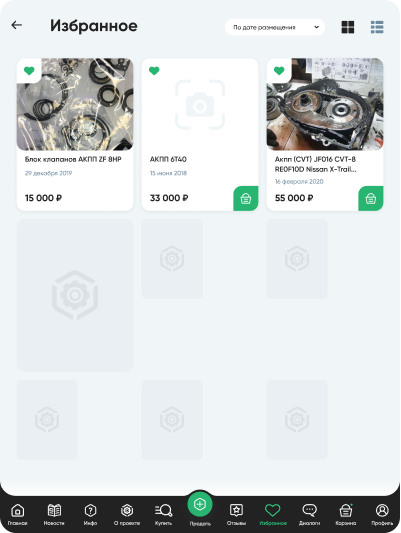 Избранное
По дате размещения
Блок клапанов АКПП ZF 8HP
29 декабря 2019
15 000 ₽
АКПП 6Т40
15 июня 2018
33 000 ₽
Акпп (CVT) JF016 CVT-8
RE0F10D Nissan X-Trail...
16 февраля 2020
55 000 ₽
Главная
Новости
Инфо
О проекте
Купить
Продать
Отзывы
Избранное
Диалоги
Корзина
Профиль